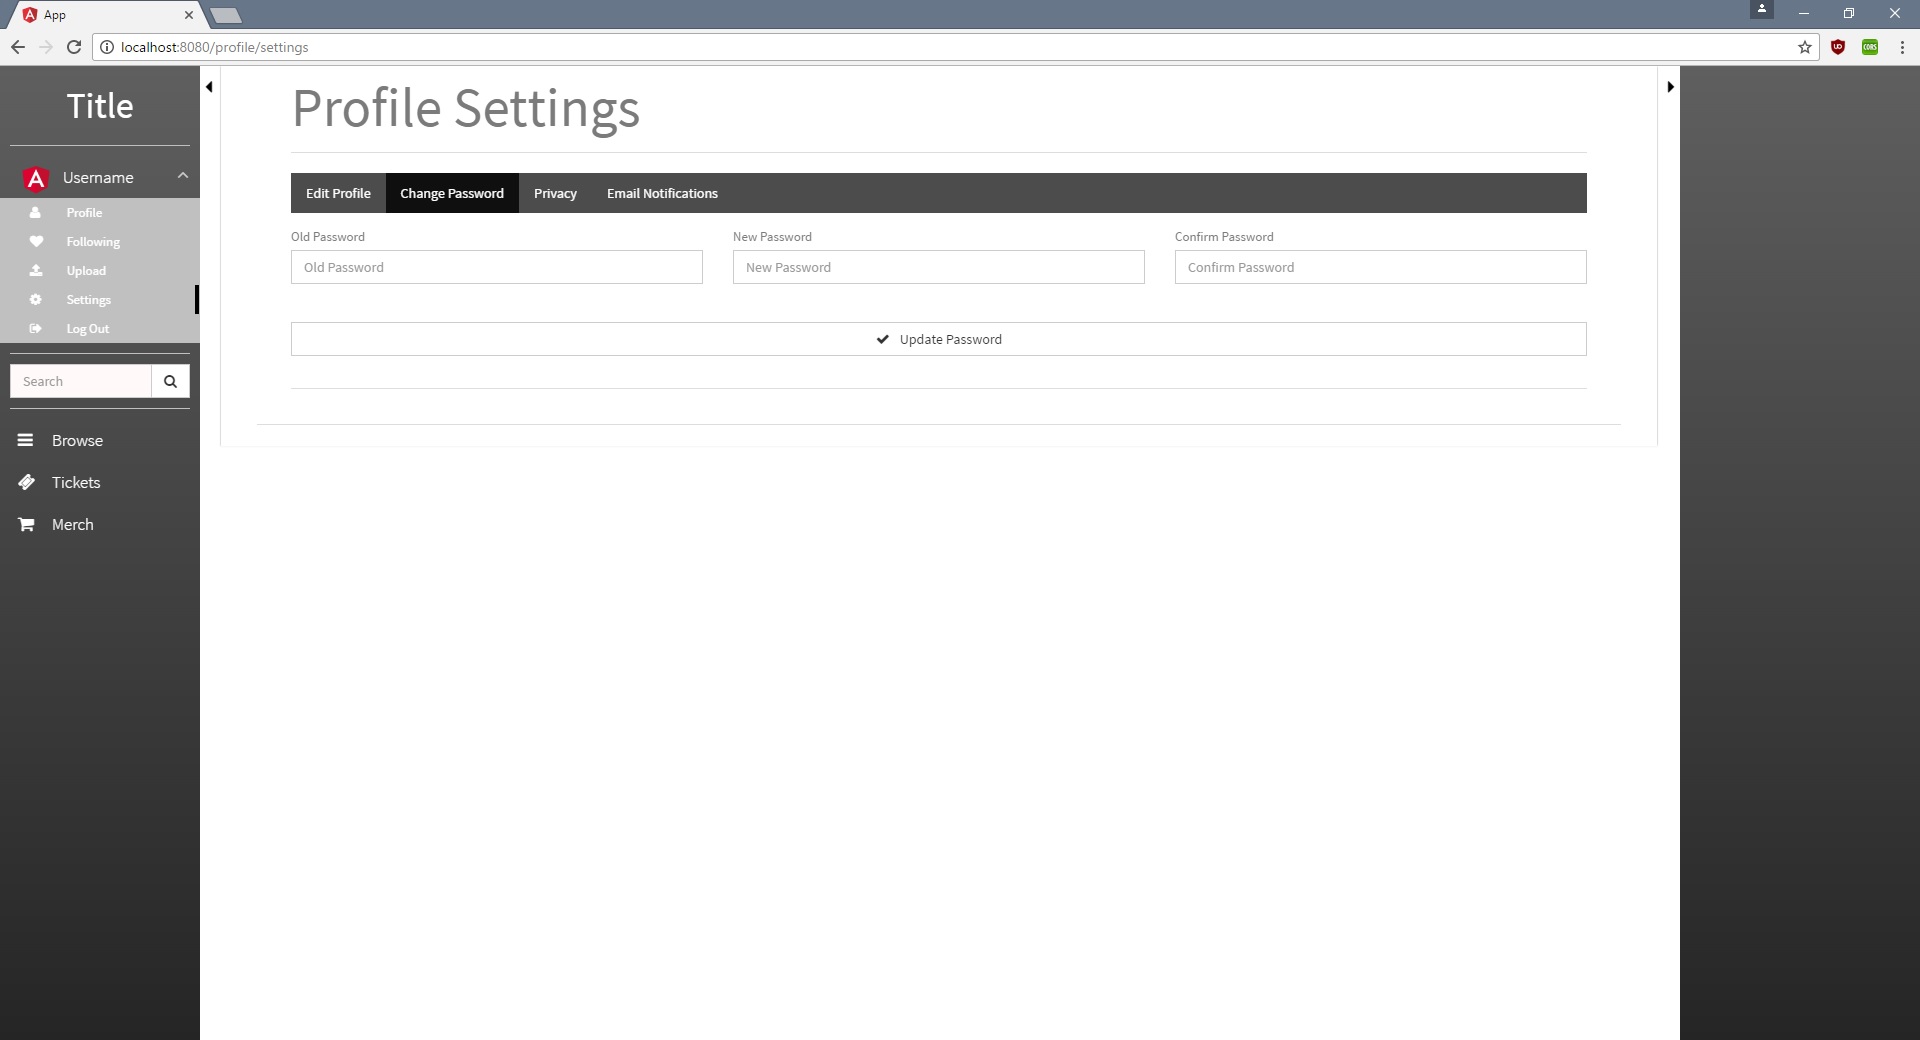 App
localhost:8080/profile/settings
Title
Username
Profile
Following
Upload
Settings
Log Out
Search
Browse
Tickets
Merch
Profile Settings
Edit Profile Change Password Privacy Email Notifications
Old Password New Password Confirm Password
Old Password New Password Confirm Password
Update Password